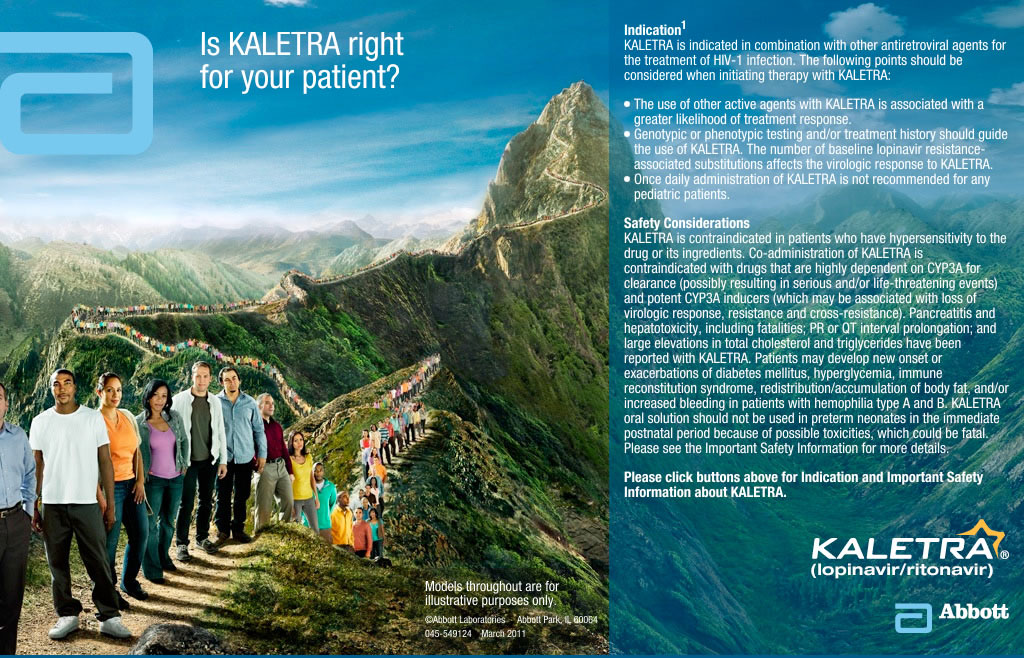 Is KALETRA right
for your patient?
Indication1
KALETRA is indicated in combination with other antiretroviral agents for
the treatment of HIV-1 infection. The following points should be
considered when initiating therapy with KALETRA:
• The use of other active agents with KALETRA is associated with a
greater likelihood of treatment response.
• Genotypic or phenotypic testing and/or treatment history should guide
the use of KALETRA. The number of baseline lopinavir resistance-
associated substitutions affects the virologic response to KALETRA.
• Once daily administration of KALETRA is not recommended for any
pediatric patients.
Safety Considerations
KALETRA is contraindicated in patients who have hypersensitivity to the
drug or its ingredients. Co-administration of KALETRA is
contraindicated with drugs that are highly dependent on CYP3A for
clearance (possibly resulting in serious and/or life-threatening events)
and potent CYP3A inducers (which may be associated with loss of
virologic response, resistance and cross-resistance). Pancreatitis and
hepatotoxicity, including fatalities; PR or QT interval prolongation; and
large elevations in total cholesterol and triglycerides have been
reported with KALETRA. Patients may develop new onset or
exacerbations of diabetes mellitus, hyperglycemia, immune
reconstitution syndrome, redistribution/accumulation of body fat, and/or
increased bleeding in patients with hemophilia type A and B. KALETRA
oral solution should not be used in preterm neonates in the immediate
postnatal period because of possible toxicities, which could be fatal.
Please see the Important Safety Information for more details.
Please click buttons above for Indication and Important Safety
Information about KALETRA.
KALETRA®
(lopinavir/ritonavir)
Abbott
Models throughout are for
illustrative purposes only.
©Abbott Laboratories Abbott Park, IL 60064
045-549124 March 2011